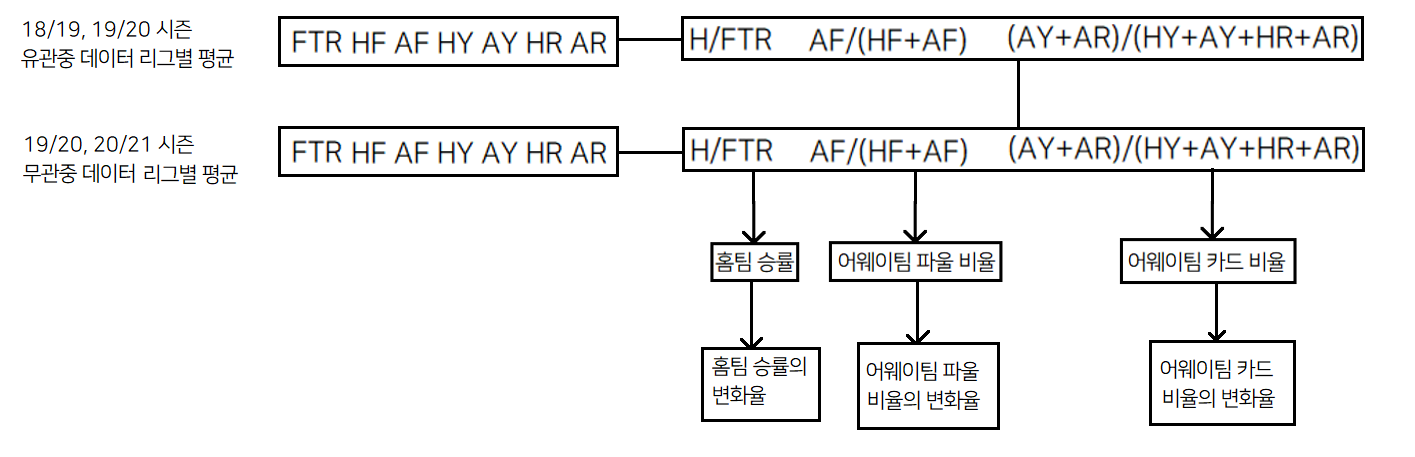 18/19, 19/20 시즌
유관중 데이터 리그별 평균
FTR HF AF HY AY HR AR
H/FTR AF/(HF+AF) (AY+AR)/(HY+AY+HR+AR)
19/20, 20/21 시즌
무관중 데이터 리그별 평균
FTR HF AF HY AY HR AR
H/FTR AF/(HF+AF) (AY+AR)/(HY+AY+HR+AR)
홈팀 승률
어웨이팀 파울 비율
어웨이팀 카드 비율
홈팀 승률의
변화율
어웨이팀 파울
비율의 변화율
어웨이팀 카드
비율의 변화율